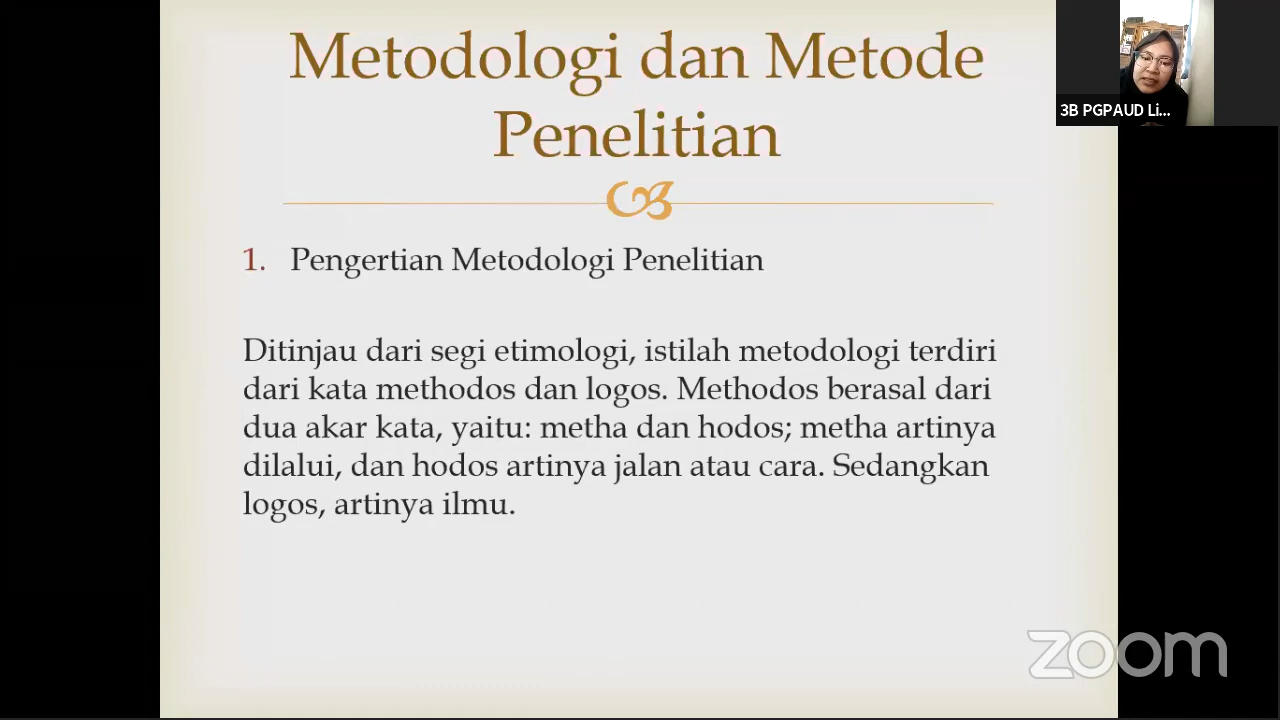 Metodologi dan Metode
Penelitian
3B PGPAUD Li...
1. Pengertian Metodologi Penelitian
Ditinjau dari segi etimologi, istilah metodologi terdiri
dari kata methodos dan logos. Methodos berasal dari
dua akar kata, yaitu: metha dan hodos; metha artinya
dilalui, dan hodos artinya jalan atau cara. Sedangkan
logos, artinya ilmu.
zoom